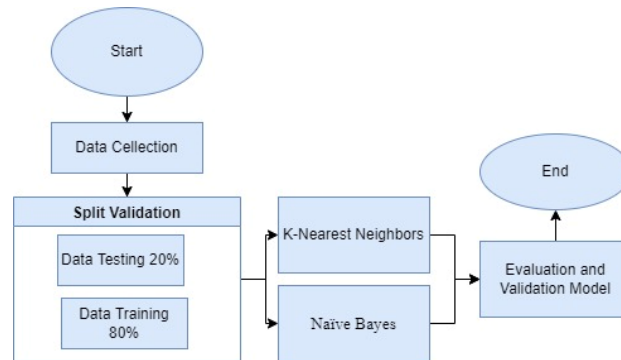 Start
Data Cellection
Split Validation
Data Testing 20%
Data Training
80%
K-Nearest Neighbors
Naïve Bayes
Evaluation and
Validation Model
End